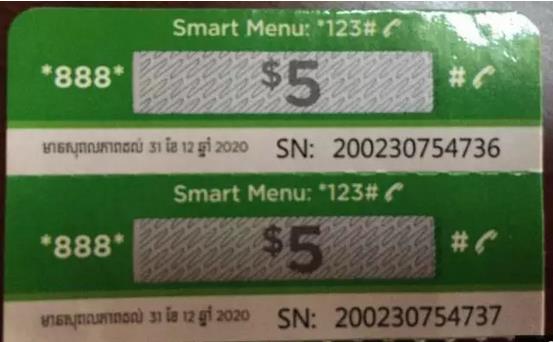 Smart Menu: *123#
*888* $5 #
មានសុពលភាពដល់ 31 ខែ 12 ឆ្នាំ 2020 SN: 200230754736
Smart Menu: *123#
*888* $5 #
មានសុពលភាពដល់ 31 ខែ 12 ឆ្នាំ 2020 SN: 200230754737